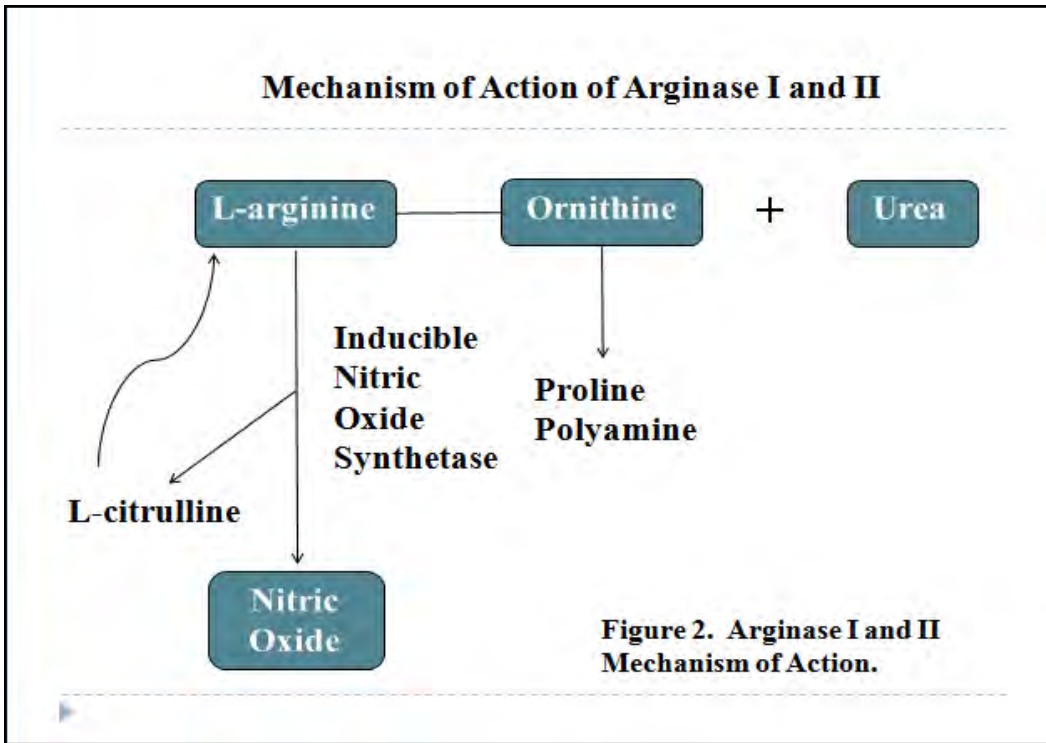 Mechanism of Action of Arginase I and II
L-arginine
Ornithine
+
Urea
Inducible
Nitric
Oxide
Synthetase
Proline
Polyamine
L-citrulline
Nitric
Oxide
Figure 2. Arginase I and II
Mechanism of Action.